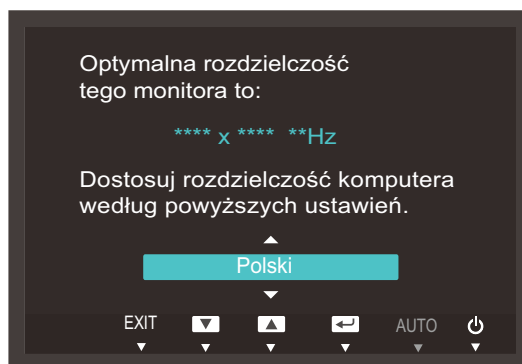 Optymalna rozdzielczość
tego monitora to:
**** x **** **Hz
Dostosuj rozdzielczość komputera
według powyższych ustawień.
Polski
EXIT AUTO